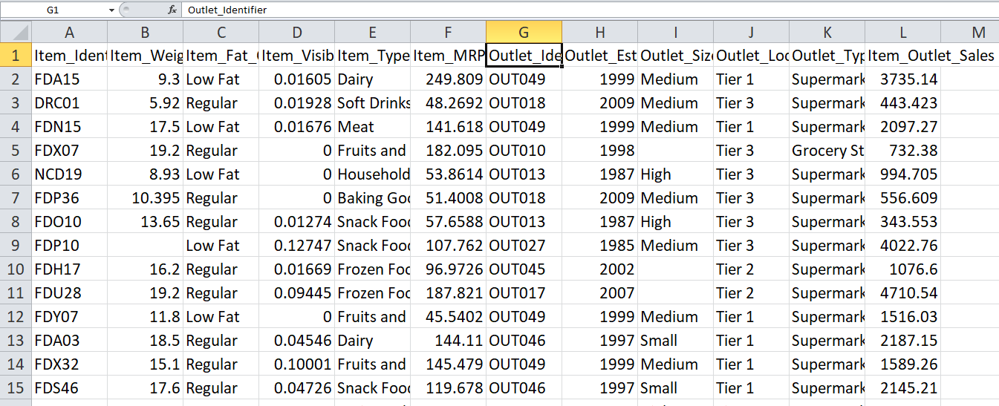 G1 fx Outlet_Identifier
A B C D E F G H I J K L M
1 Item_Ident Item_Weig Item_Fat_ Item_Visib Item_Type Item_MRP Outlet_Ide Outlet_Est Outlet_Size Outlet_Loc Outlet_Typ Item_Outlet_Sales
2 FDA15 9.3 Low Fat 0.01605 Dairy 249.809 OUT049 1999 Medium Tier 1 Supermark 3735.14
3 DRC01 5.92 Regular 0.01928 Soft Drinks 48.2692 OUT018 2009 Medium Tier 3 Supermark 443.423
4 FDN15 17.5 Low Fat 0.01676 Meat 141.618 OUT049 1999 Medium Tier 1 Supermark 2097.27
5 FDX07 19.2 Regular 0 Fruits and 182.095 OUT010 1998 Tier 3 Grocery St 732.38
6 NCD19 8.93 Low Fat 0 Household 53.8614 OUT013 1987 High Tier 3 Supermark 994.705
7 FDP36 10.395 Regular 0 Baking Goo 51.4008 OUT018 2009 Medium Tier 3 Supermark 556.609
8 FDO10 13.65 Regular 0.01274 Snack Food 57.6588 OUT013 1987 High Tier 3 Supermark 343.553
9 FDP10 Low Fat 0.12747 Snack Food 107.762 OUT027 1985 Medium Tier 3 Supermark 4022.76
10 FDH17 16.2 Regular 0.01669 Frozen Foo 96.9726 OUT045 2002 Tier 2 Supermark 1076.6
11 FDU28 19.2 Regular 0.09445 Frozen Foo 187.821 OUT017 2007 Tier 2 Supermark 4710.54
12 FDY07 11.8 Low Fat 0 Fruits and 45.5402 OUT049 1999 Medium Tier 1 Supermark 1516.03
13 FDA03 18.5 Regular 0.04546 Dairy 144.11 OUT046 1997 Small Tier 1 Supermark 2187.15
14 FDX32 15.1 Regular 0.10001 Fruits and 145.479 OUT049 1999 Medium Tier 1 Supermark 1589.26
15 FDS46 17.6 Regular 0.04726 Snack Food 119.678 OUT046 1997 Small Tier 1 Supermark 2145.21